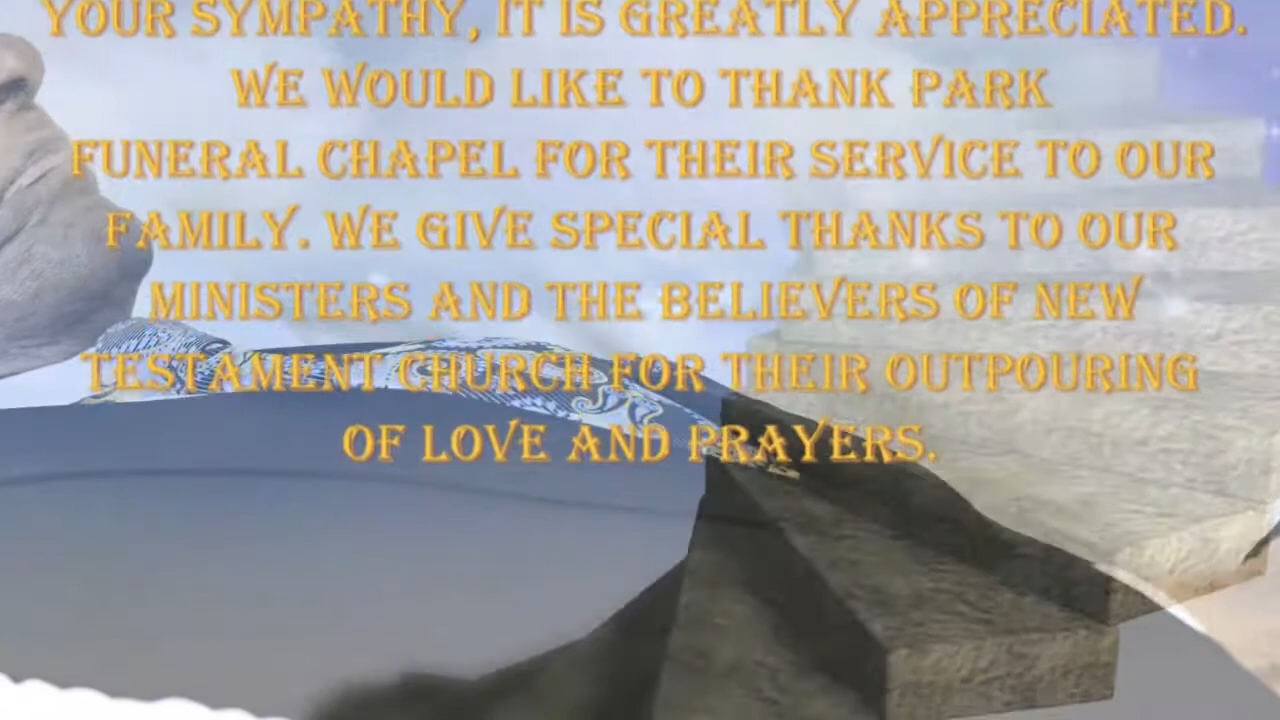 YOUR SYMPATHY, IT IS GREATLY APPRECIATED.
WE WOULD LIKE TO THANK PARK
FUNERAL CHAPEL FOR THEIR SERVICE TO OUR
FAMILY. WE GIVE SPECIAL THANKS TO OUR
MINISTERS AND THE BELIEVERS OF NEW
TESTAMENT CHURCH FOR THEIR OUTPOURING
OF LOVE AND PRAYERS.